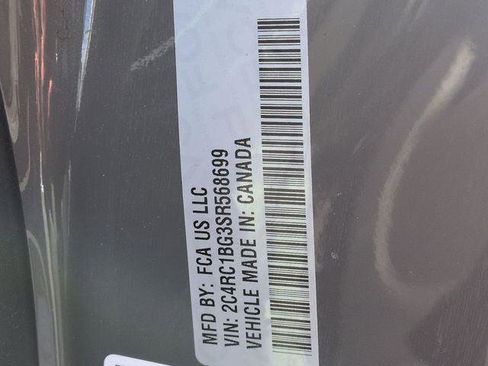 MFD BY: FCA US LLC
VIN: 2C4RC1BG3SR568699
VEHICLE MADE IN: CANADA